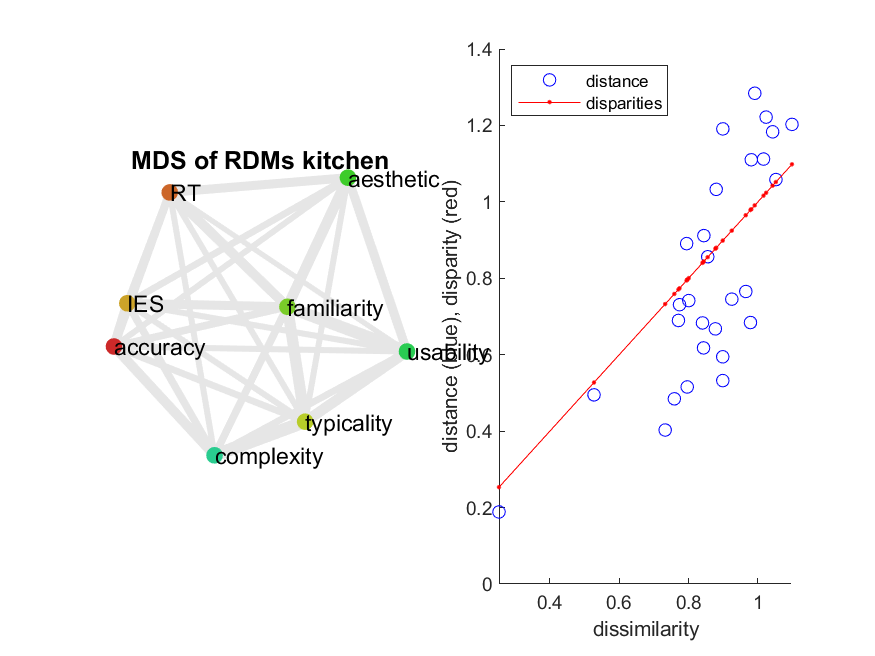 MDS of RDMs kitchen
RT
aesthetic
IES
familiarity
accuracy
usability
typicality
complexity
distance (blue), disparity (red)
1.4
1.2
1
0.8
0.6
0.4
0.2
0
distance
disparities
0.4
0.6
0.8
1
dissimilarity